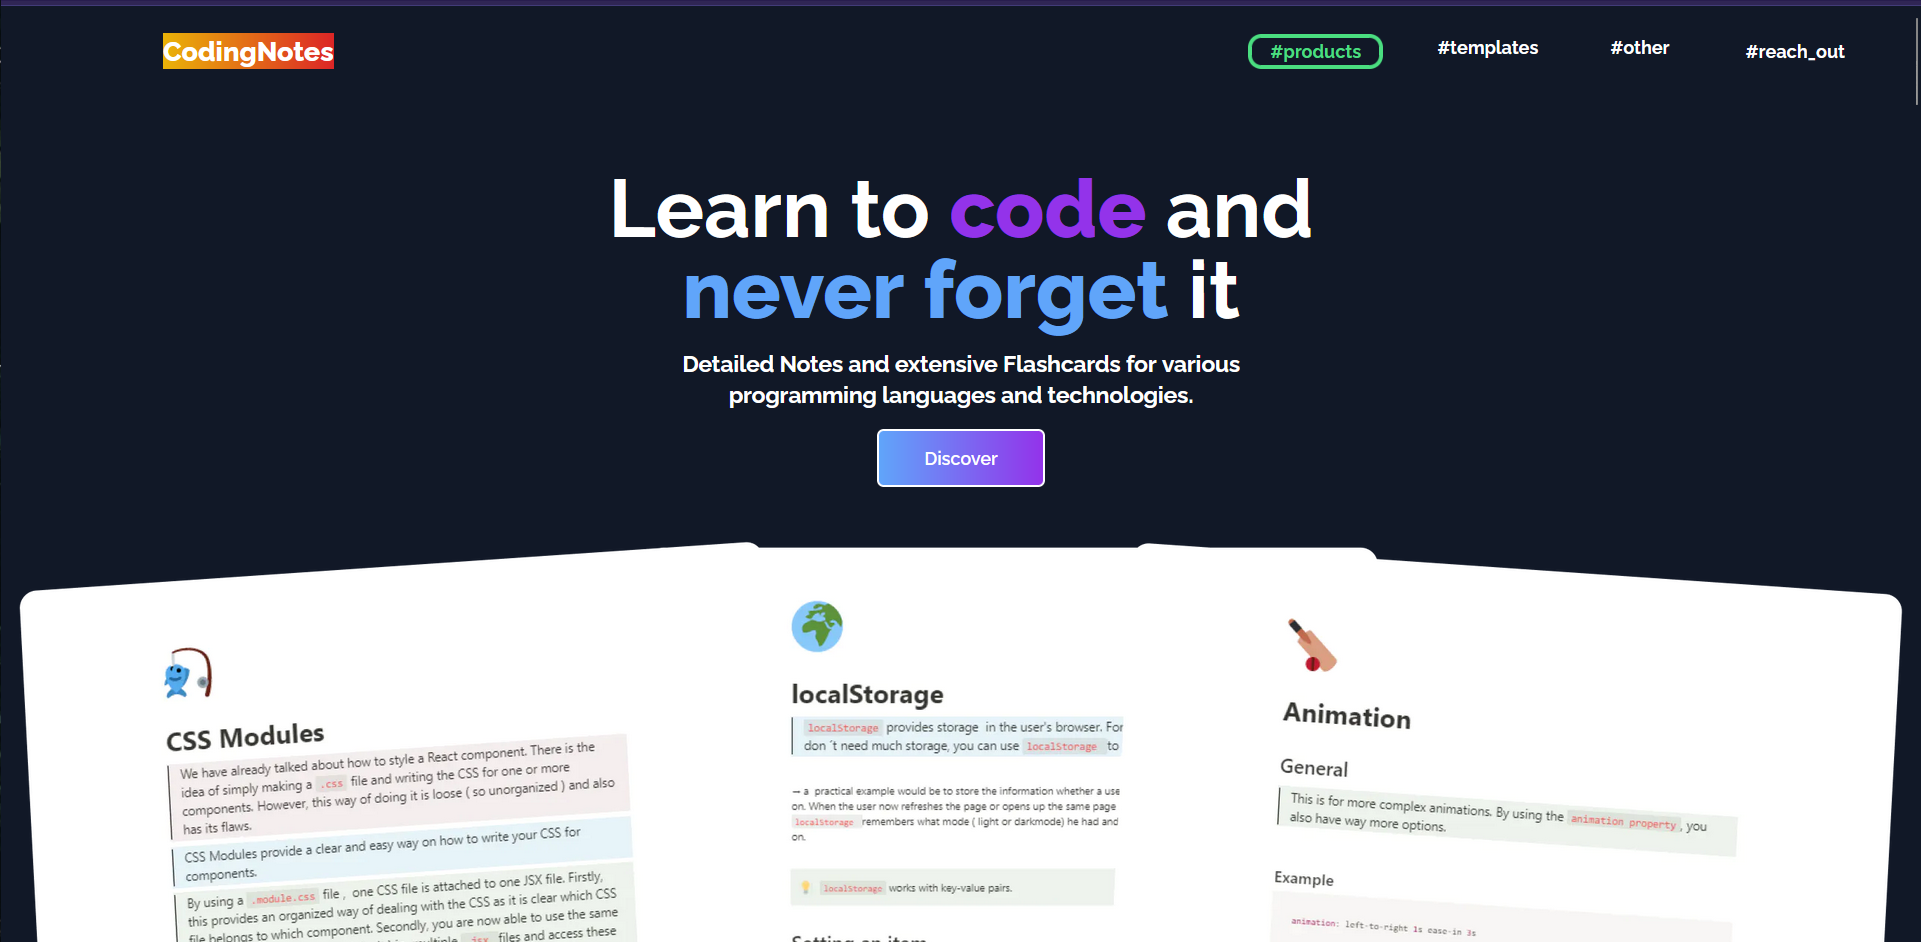 CodingNotes
#products
#templates
#other
#reach_out
Learn to code and
never forget it
Detailed Notes and extensive Flashcards for various
programming languages and technologies.
Discover
CSS Modules
We have already talked about how to style a React component. There is the
idea of simply making a .css file and writing the CSS for one or more
components. However, this way of doing it is loose ( so unorganized ) and also
has its flaws.
CSS Modules provide a clear and easy way on how to write your CSS for
components.
By using a .module.css file , one CSS file is attached to one JSX file. Firstly,
this provides an organized way of dealing with the CSS as it is clear which CSS
file belongs to which component. Secondly, you are now able to use the same
multiple .jsx files and access these
localStorage
localStorage provides storage in the user's browser. For
don ´t need much storage, you can use localStorage to
— a practical example would be to store the information whether a use
on. When the user now refreshes the page or opens up the same page
localStorage remembers what mode ( light or darkmode) he had and
on.
localStorage works with key-value pairs.
Setting an item
Animation
General
This is for more complex animations. By using the animation property , you
also have way more options.
Example
animation: left-to-right 1s ease-in 3s